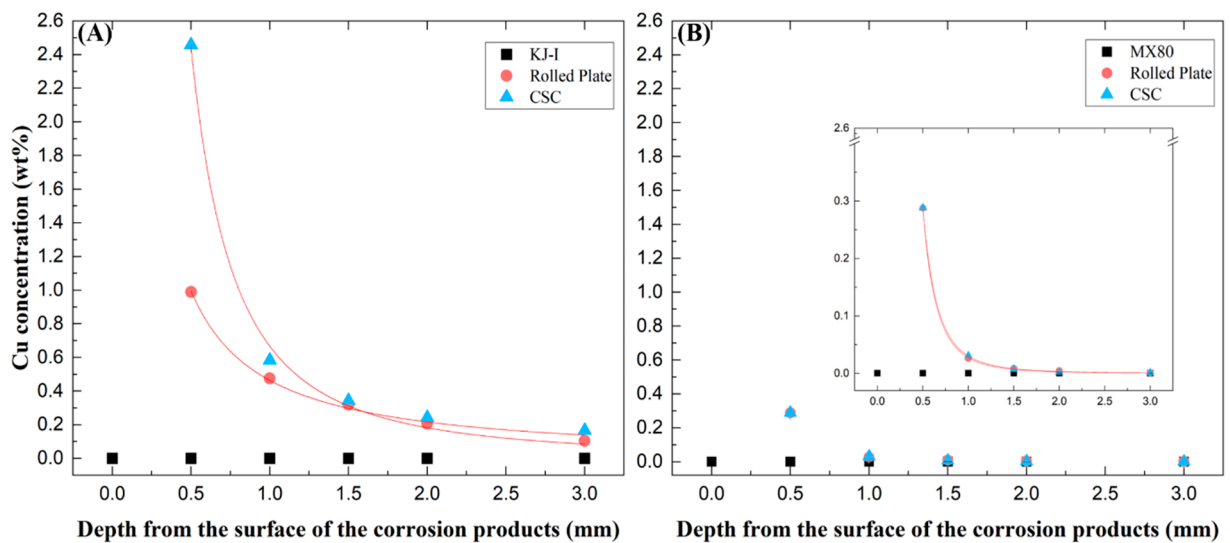 (A)
KJ-I
Rolled Plate
CSC
Cu concentration (wt%)
2.6
2.4
2.2
2.0
1.8
1.6
1.4
1.2
1.0
0.8
0.6
0.4
0.2
0.0
0.0 0.5 1.0 1.5 2.0 2.5 3.0
Depth from the surface of the corrosion products (mm)
(B)
MX80
Rolled Plate
CSC
2.6
2.4
2.2
2.0
1.8
1.6
1.4
1.2
1.0
0.8
0.6
0.4
0.2
0.0
2.6
0.3
0.2
0.1
0.0
0.0 0.5 1.0 1.5 2.0 2.5 3.0
0.0 0.5 1.0 1.5 2.0 2.5 3.0
Depth from the surface of the corrosion products (mm)